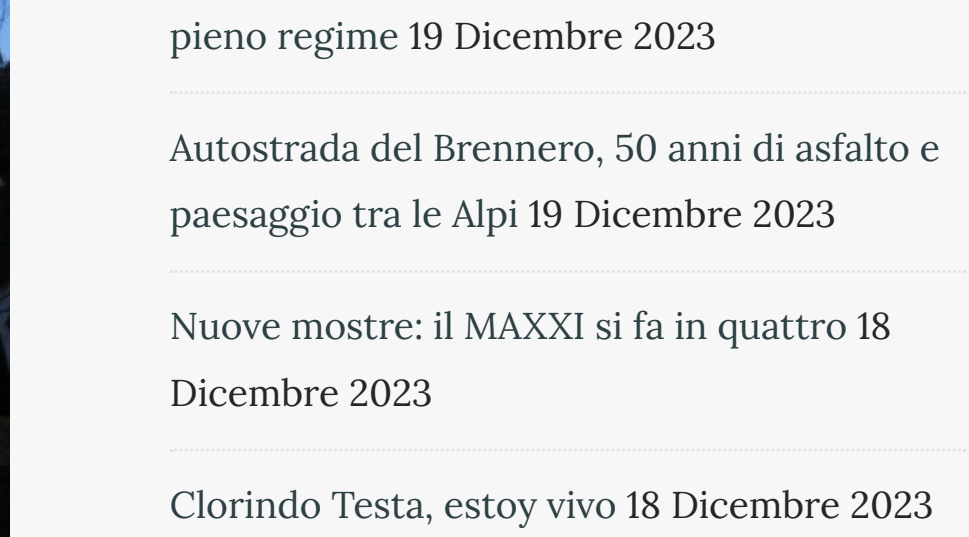 pieno regime 19 Dicembre 2023
Autostrada del Brennero, 50 anni di asfalto e
paesaggio tra le Alpi 19 Dicembre 2023
Nuove mostre: il MAXXI si fa in quattro 18
Dicembre 2023
Clorindo Testa, estoy vivo 18 Dicembre 2023